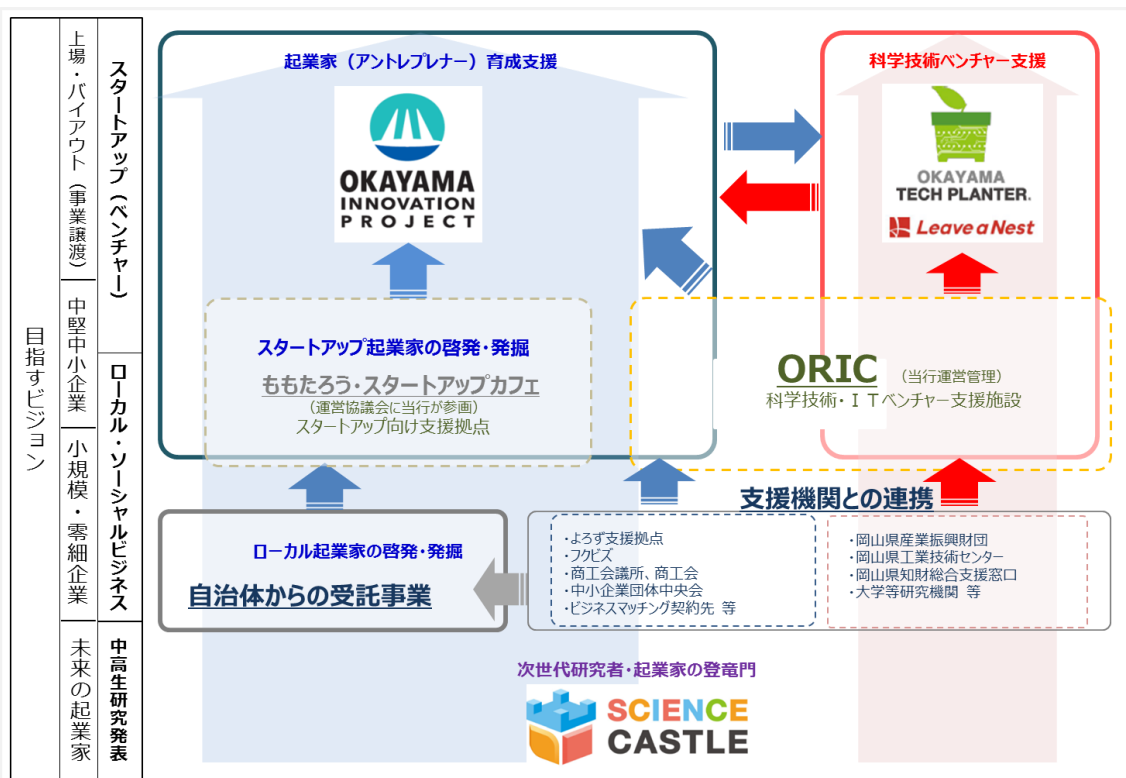 目指すビジョン
上場・バイアウト（事業譲渡）
中堅中小企業
小規模・零細企業
未来の起業家
スタートアップ（ベンチャー）
ローカル・ソーシャルビジネス
中高生研究発表
起業家（アントレプレナー）育成支援
OKAYAMA
INNOVATION
PROJECT
科学技術ベンチャー支援
OKAYAMA
TECH PLANTER.
Leave a Nest
スタートアップ起業家の啓発・発掘
ももたろう・スタートアップカフェ
（運営協議会に当行が参画）
スタートアップ向け支援拠点
ORIC （当行運営管理）
科学技術・ＩＴベンチャー支援施設
支援機関との連携
ローカル起業家の啓発・発掘
自治体からの受託事業
・よろず支援拠点
・フクビズ
・商工会議所、商工会
・中小企業団体中央会
・ビジネスマッチング契約先 等
・岡山県産業振興財団
・岡山県工業技術センター
・岡山県知財総合支援窓口
・大学等研究機関 等
次世代研究者・起業家の登竜門
SCIENCE
CASTLE